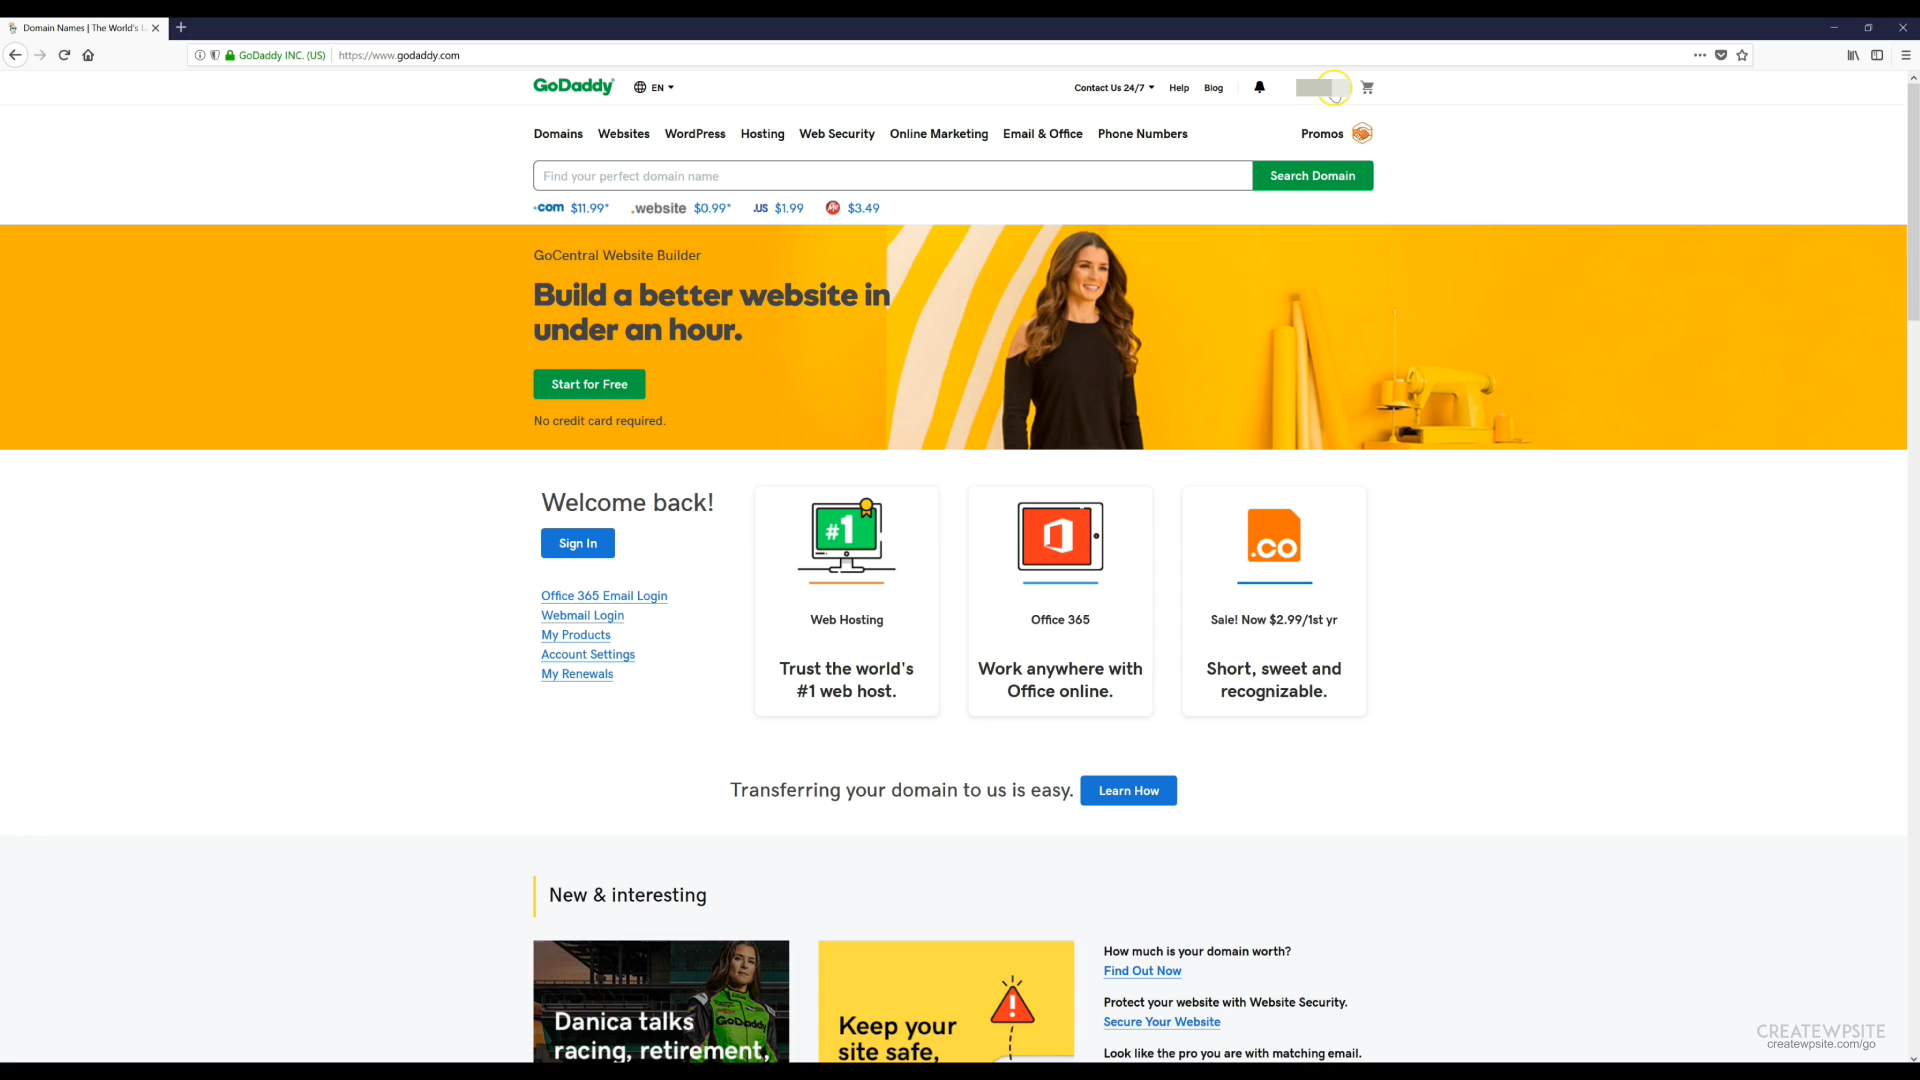 Domain Names | The World's
GoDaddy INC. (US)
https://www.godaddy.com
GoDaddy
EN
Contact Us 24/7
Help
Blog
Domains
Websites
WordPress
Hosting
Web Security
Online Marketing
Email & Office
Phone Numbers
Promos
Find your perfect domain name
Search Domain
.com $11.99*
.website $0.99*
.US $1.99
Me $3.49
GoCentral Website Builder
Build a better website in
under an hour.
Start for Free
No credit card required.
Welcome back!
Sign In
Office 365 Email Login
Webmail Login
My Products
Account Settings
My Renewals
#1
Web Hosting
Trust the world's
#1 web host.
Office 365
Work anywhere with
Office online.
.co
Sale! Now $2.99/1st yr
Short, sweet and
recognizable.
Transferring your domain to us is easy.
Learn How
New & interesting
GoDaddy
Danica talks
racing, retirement,
Keep your
site safe,
How much is your domain worth?
Find Out Now
Protect your website with Website Security.
Secure Your Website
Look like the pro you are with matching email.
CREATEWPSITE
createwpsite.com/go